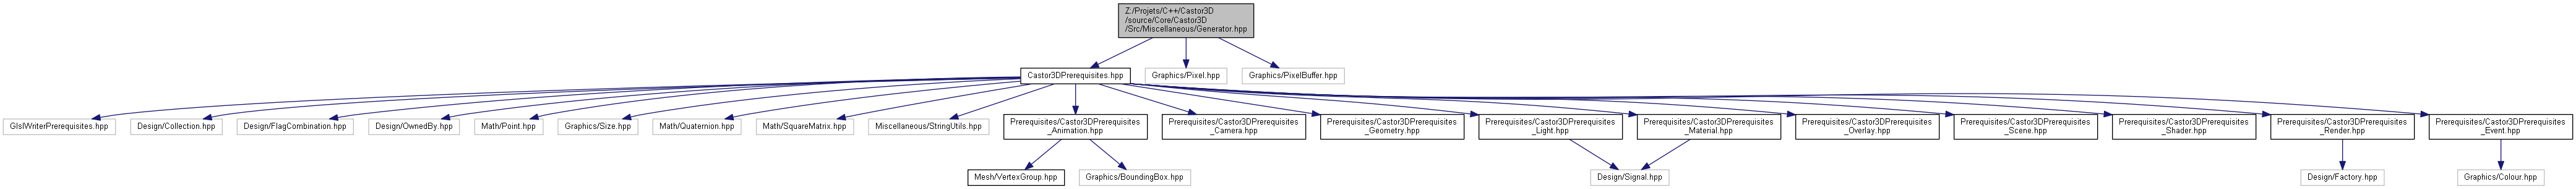 Z:/Projets/C++/Castor3D
/source/Core/Castor3D
/Src/Miscellaneous/Generator.hpp
Castor3DPrerequisites.hpp
Graphics/Pixel.hpp
Graphics/PixelBuffer.hpp
GlslWriterPrerequisites.hpp
Design/Collection.hpp
Design/FlagCombination.hpp
Design/OwnedBy.hpp
Math/Point.hpp
Graphics/Size.hpp
Math/Quaternion.hpp
Math/SquareMatrix.hpp
Miscellaneous/StringUtils.hpp
Prerequisites/Castor3DPrerequisites
_Animation.hpp
Prerequisites/Castor3DPrerequisites
_Camera.hpp
Prerequisites/Castor3DPrerequisites
_Geometry.hpp
Prerequisites/Castor3DPrerequisites
_Light.hpp
Prerequisites/Castor3DPrerequisites
_Material.hpp
Prerequisites/Castor3DPrerequisites
_Overlay.hpp
Prerequisites/Castor3DPrerequisites
_Scene.hpp
Prerequisites/Castor3DPrerequisites
_Shader.hpp
Prerequisites/Castor3DPrerequisites
_Render.hpp
Prerequisites/Castor3DPrerequisites
_Event.hpp
Mesh/VertexGroup.hpp
Graphics/BoundingBox.hpp
Design/Signal.hpp
Design/Factory.hpp
Graphics/Colour.hpp